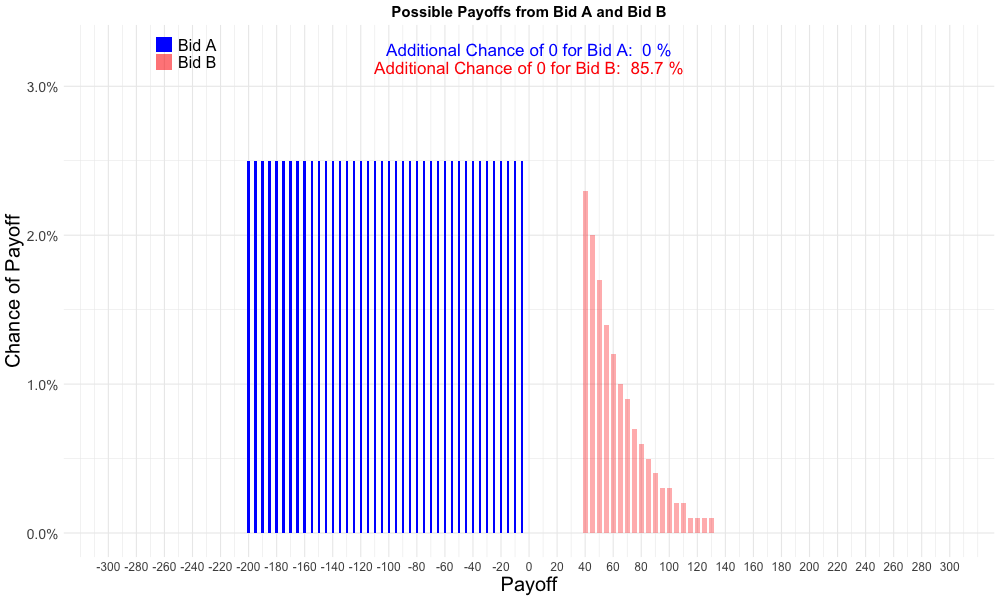 Possible Payoffs from Bid A and Bid B
Bid A
Bid B
Additional Chance of 0 for Bid A:  0 %
Additional Chance of 0 for Bid B:  85.7 %
Chance of Payoff
3.0%
2.0%
1.0%
0.0%
-300 -280 -260 -240 -220 -200 -180 -160 -140 -120 -100 -80 -60 -40 -20 0 20 40 60 80 100 120 140 160 180 200 220 240 260 280 300
Payoff